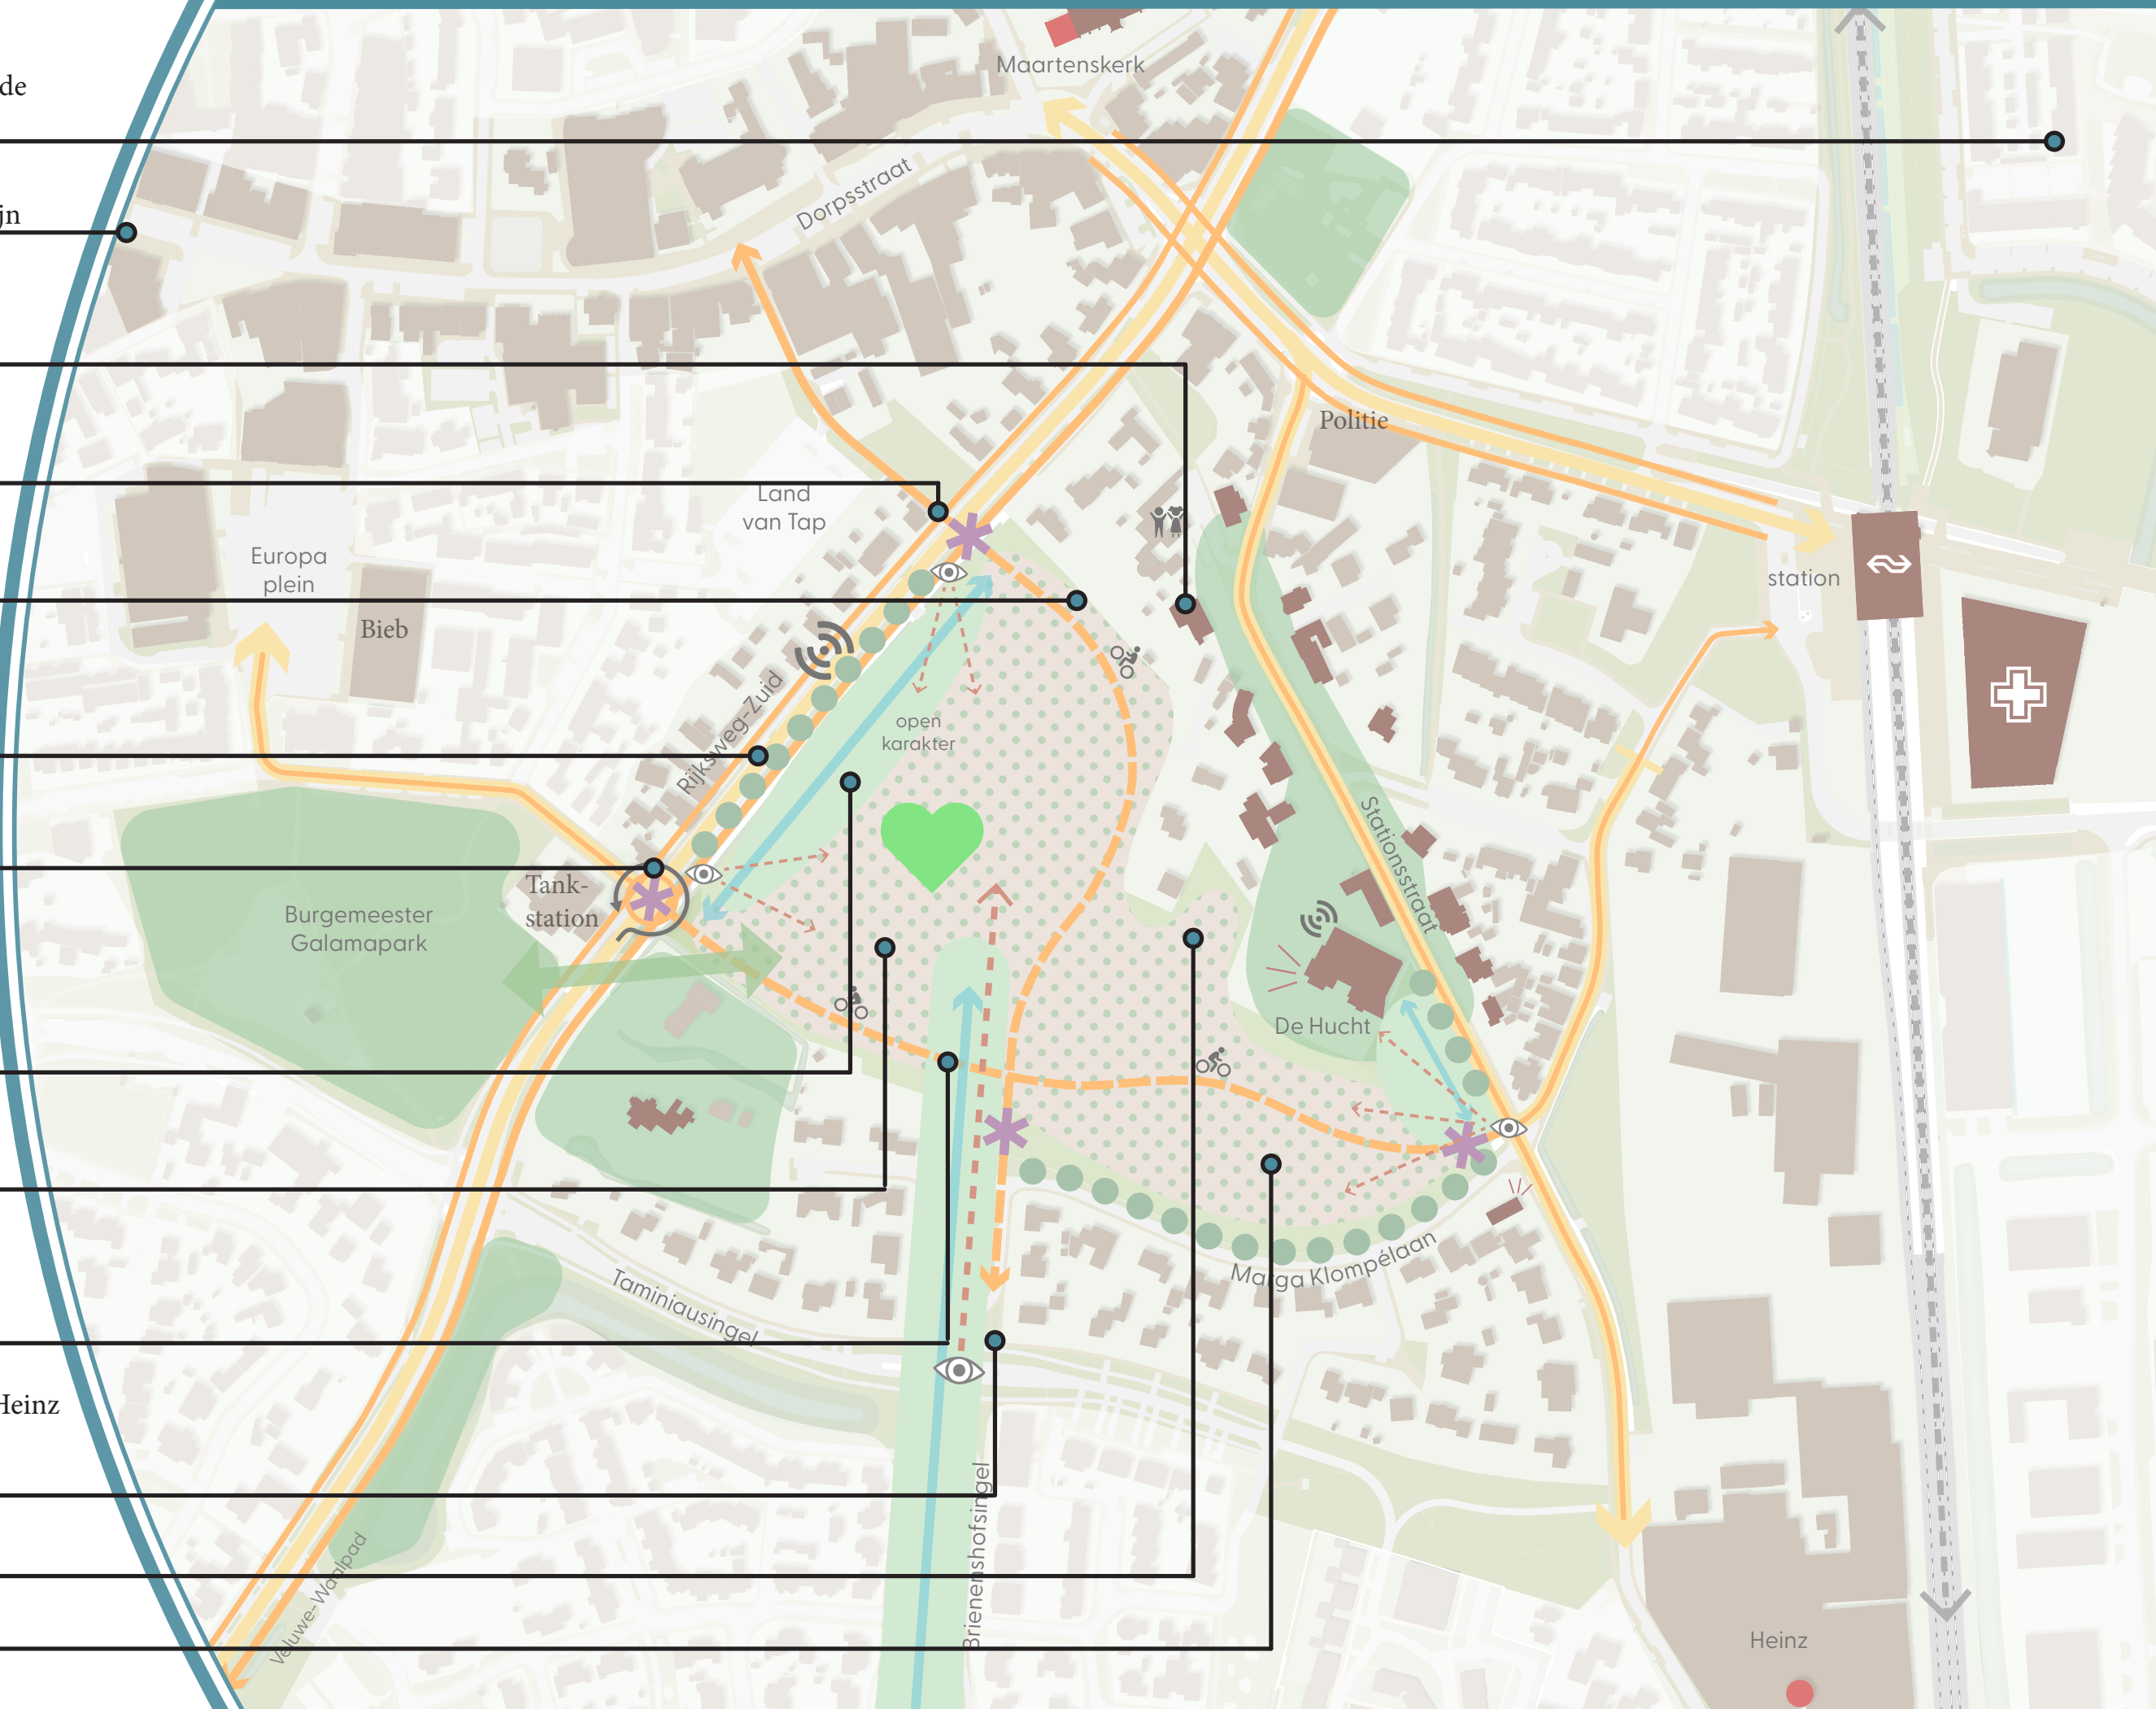 Maartenskerk
de
Dorpsstraat
jn
Politie
Land
van Tap
Europa
plein
station
Bieb
Rijksweg-Zuid
open
karakter
Stationsstraat
Tank-
station
Burgemeester
Galamapark
De Hucht
Marga Klompélaan
Taminiausingel
Heinz
Brienenshofsingel
Veluwe-Waalpad
Heinz